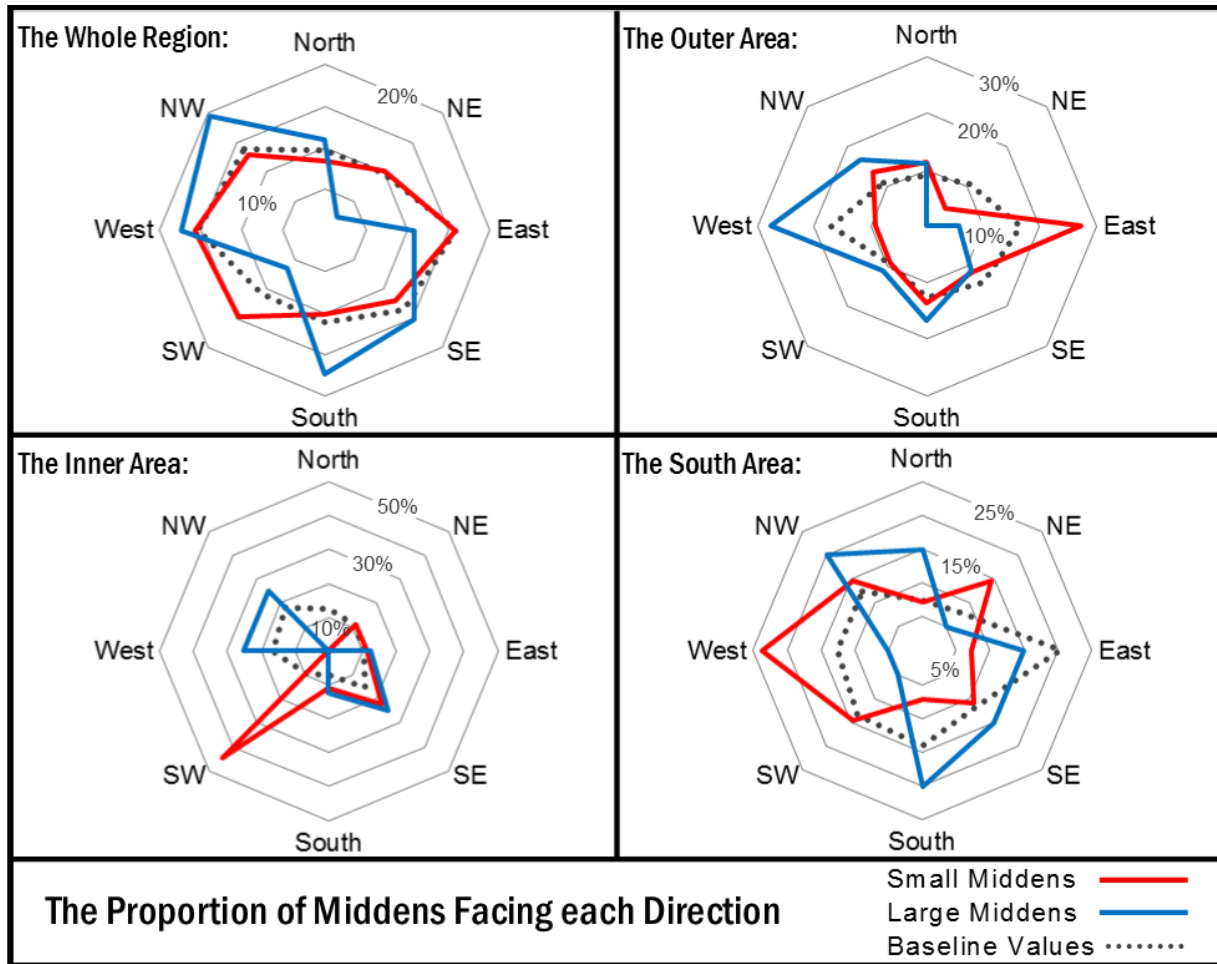 The Whole Region:
North
20%
NW
NE
10%
West
East
SW
SE
South
The Outer Area:
North
30%
NW
NE
20%
West
East
10%
SW
SE
South
The Inner Area:
North
50%
NW
NE
30%
10%
West
East
SW
SE
South
The South Area:
North
25%
NW
NE
15%
West
East
5%
SW
SE
South
The Proportion of Middens Facing each Direction
Small Middens
Large Middens
Baseline Values